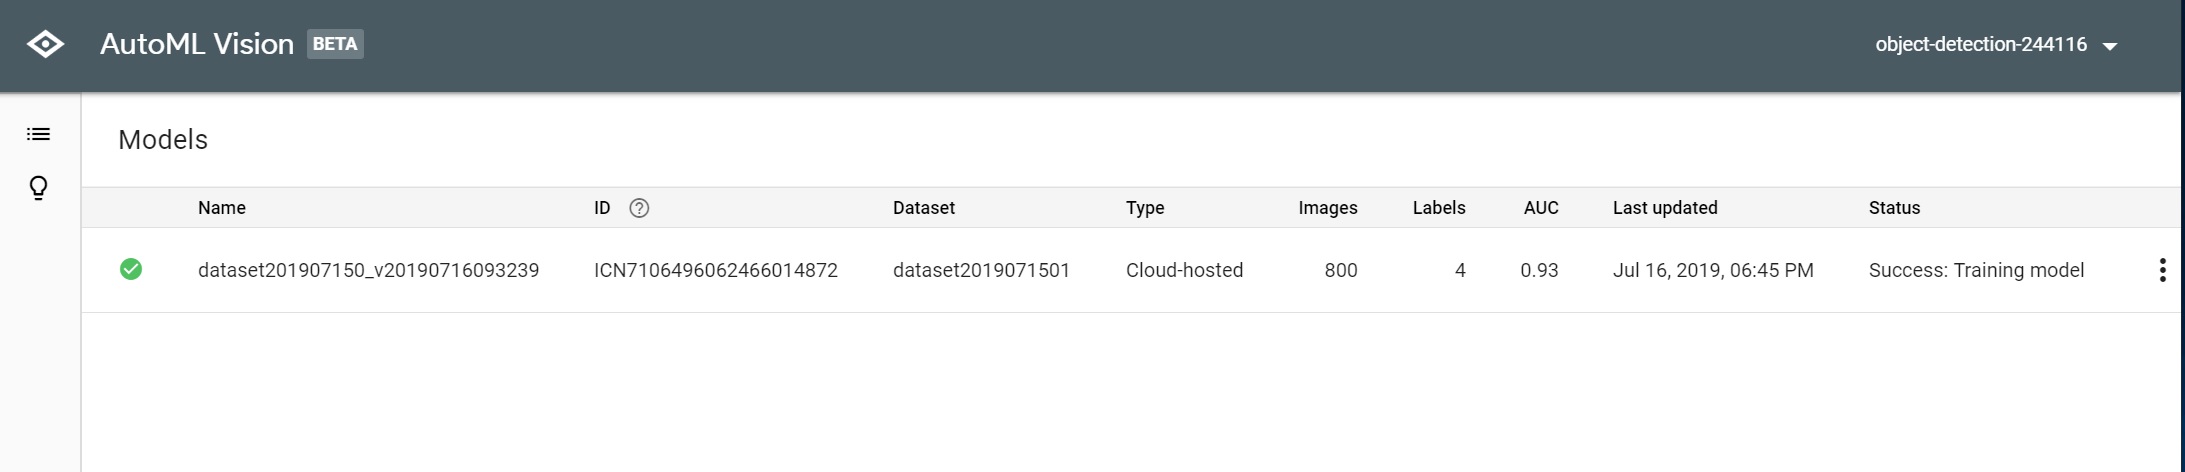 AutoML Vision BETA
object-detection-244116
Models
Name ID ? Dataset Type Images Labels AUC Last updated Status
dataset201907150_v20190716093239 ICN7106496062466014872 dataset2019071501 Cloud-hosted 800 4 0.93 Jul 16, 2019, 06:45 PM Success: Training model